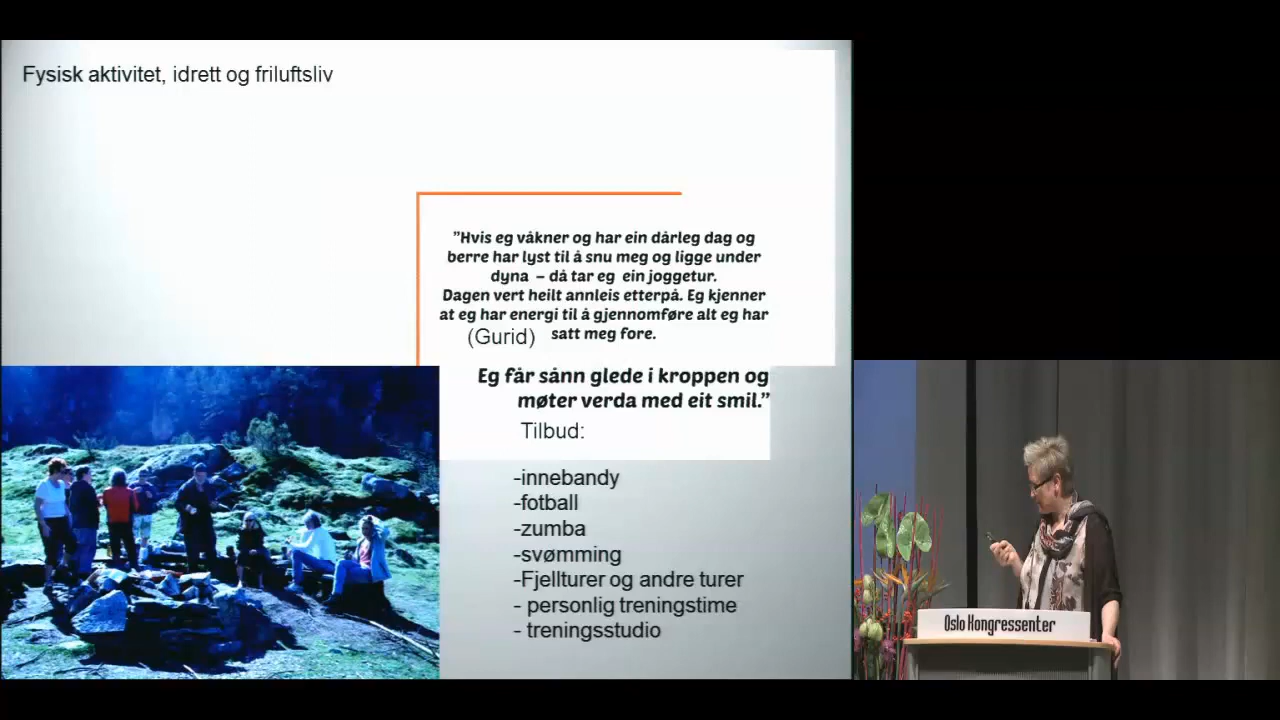 Fysisk aktivitet, idrett og friluftsliv
”Hvis eg våkner og har ein dårleg dag og
berre har lyst til å snu meg og ligge under
dyna – då tar eg ein joggetur.
Dagen vert heilt annleis etterpå. Eg kjenner
at eg har energi til å gjennomføre alt eg har
(Gurid) satt meg fore.
Eg får sånn glede i kroppen og
møter verda med eit smil.”
Tilbud:
-innebandy
-fotball
-zumba
-svømming
-Fjellturer og andre turer
- personlig treningstime
- treningsstudio
Oslo Kongressenter